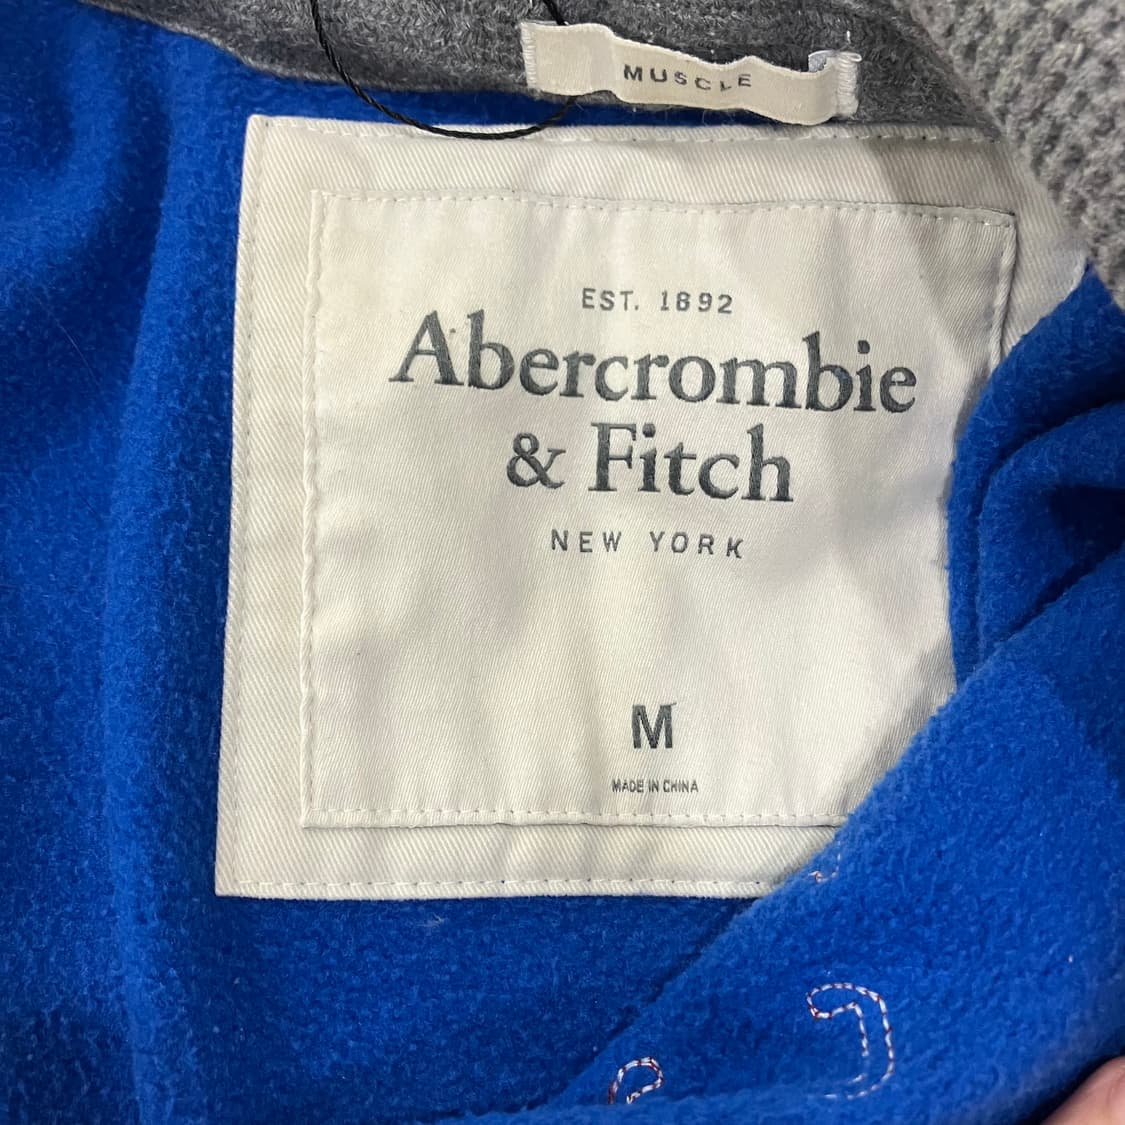 MUSCLE
EST. 1892
Abercrombie
& Fitch
NEW YORK
M
MADE IN CHINA